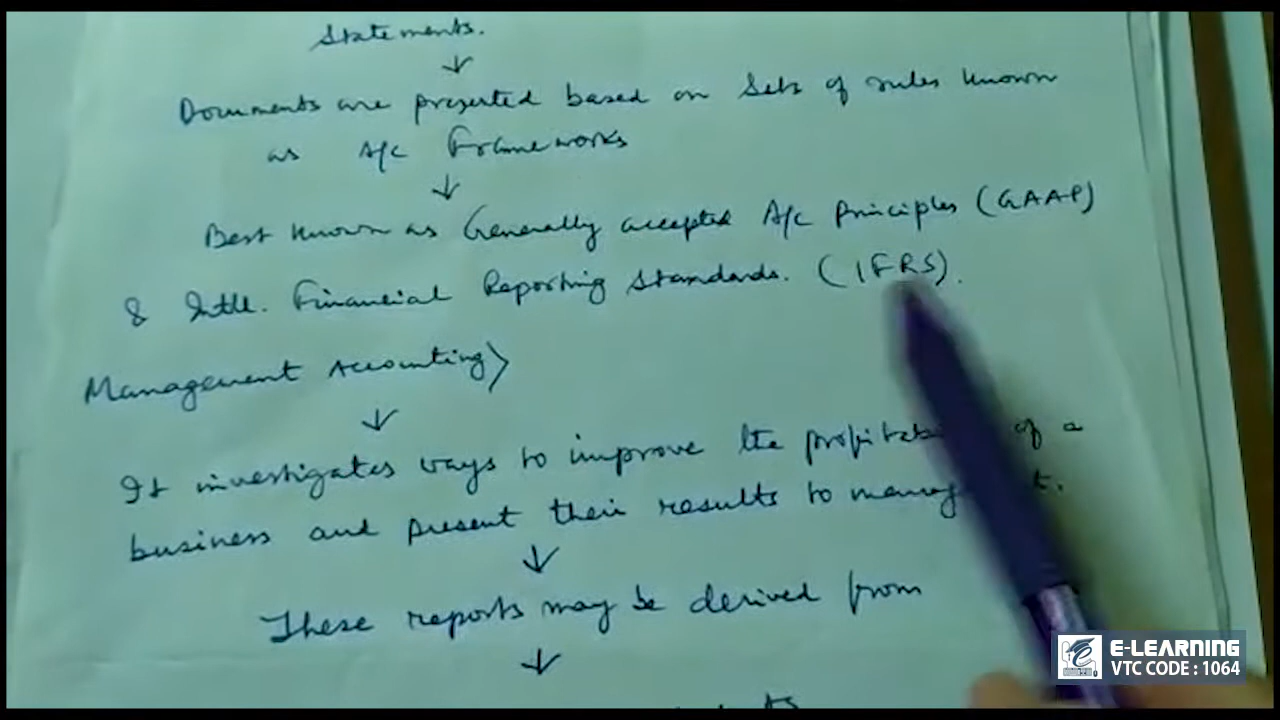 Statements.
↓
Documents are presented based on sets of rules known
as A/c Frameworks
↓
Best known as Generally accepted A/c Principles (GAAP)
& Intl. Financial Reporting Standards. (IFRS).
Management Accounting>
↓
It investigates ways to improve the of a
business and present their results to
↓
These reports may be derived from
↓
E-LEARNING
VTC CODE : 1064